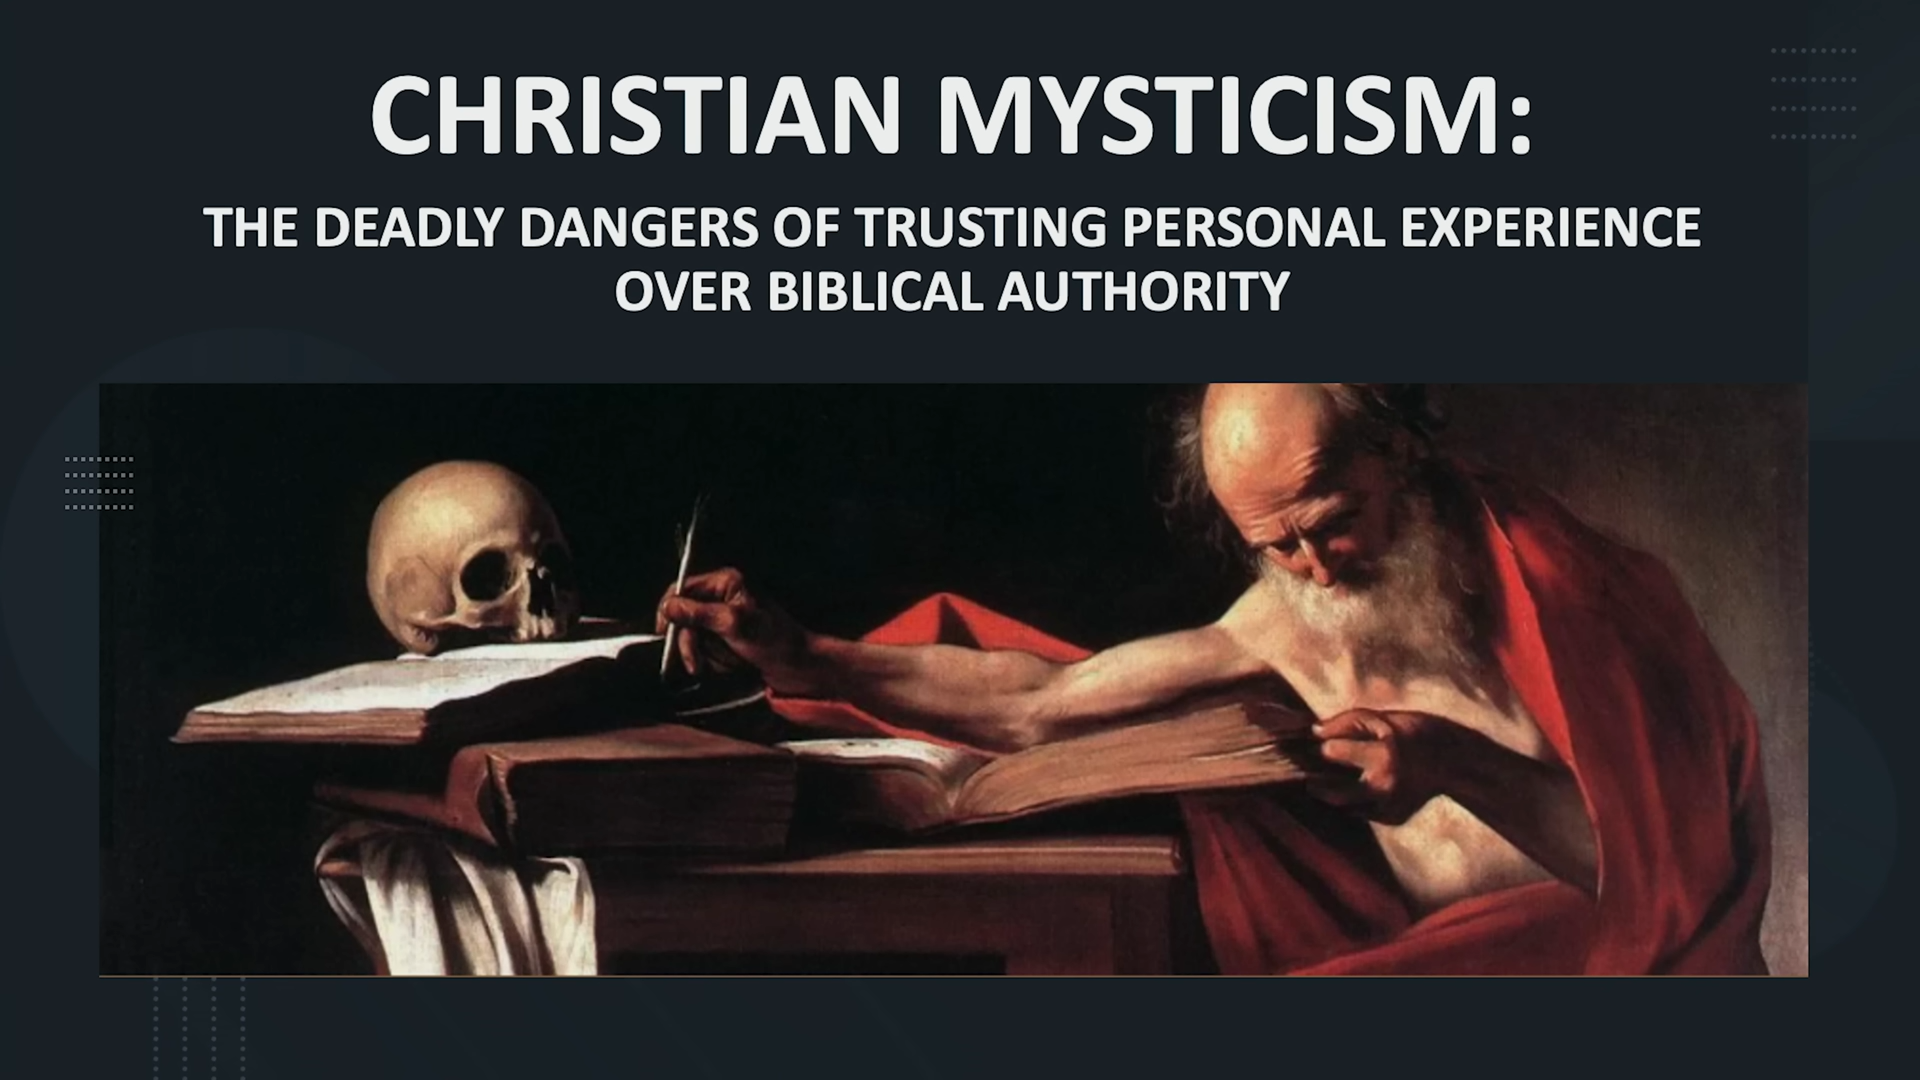 CHRISTIAN MYSTICISM:
THE DEADLY DANGERS OF TRUSTING PERSONAL EXPERIENCE
OVER BIBLICAL AUTHORITY